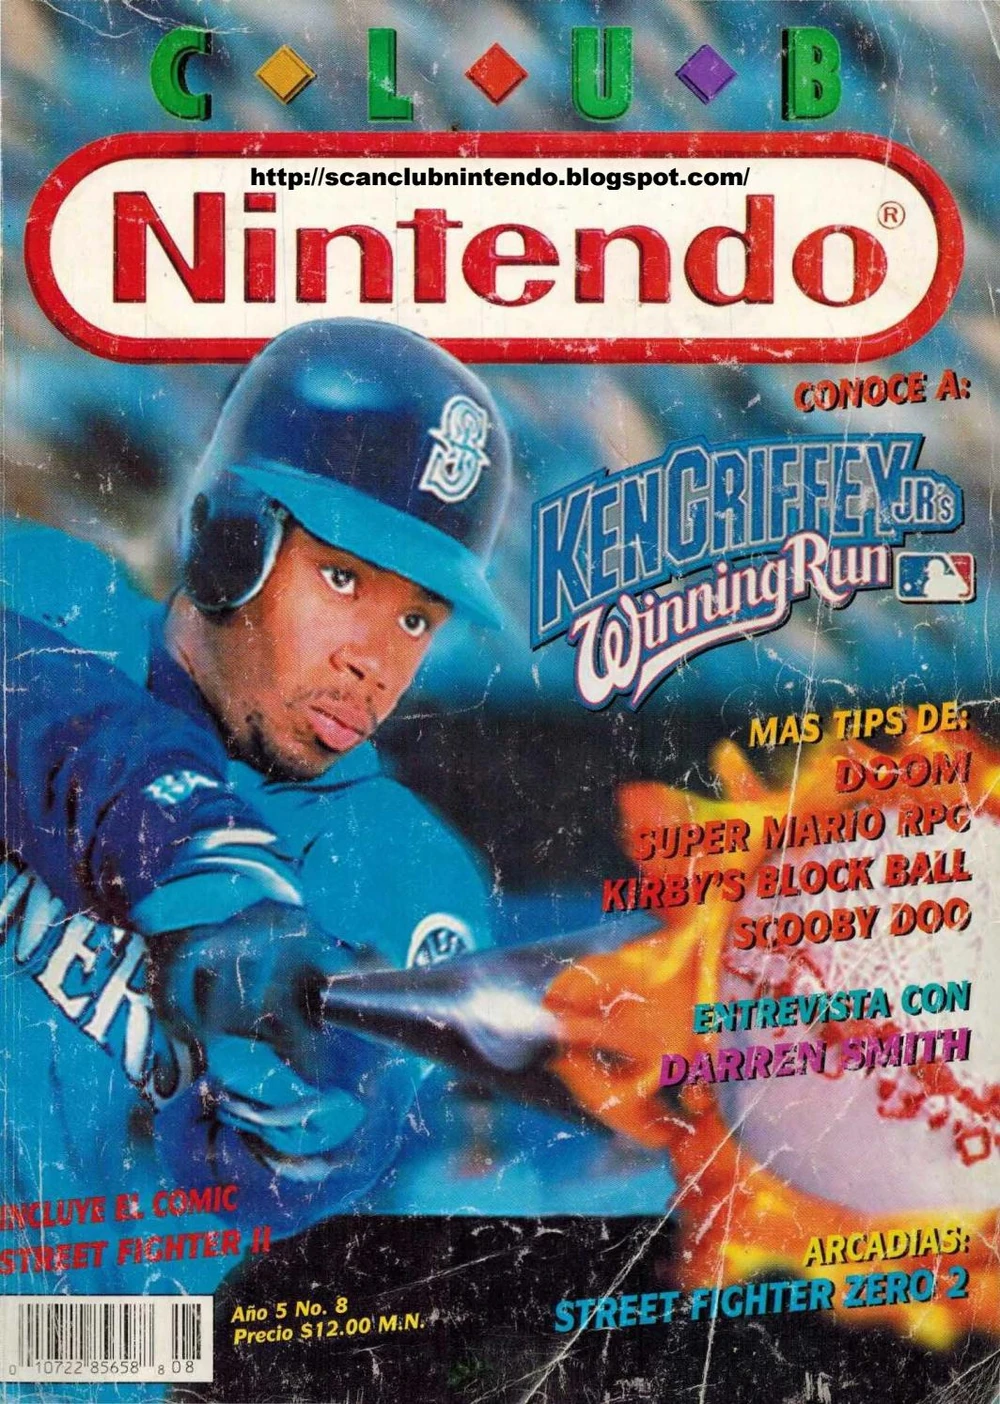 CLUB
http://scanclubnintendo.blogspot.com/
Nintendo®
CONOCE A:
KEN GRIFFEY JR's
Winning Run
MAS TIPS DE:
DOOM
SUPER MARIO RPG
KIRBY'S BLOCK BALL
SCOOBY DOO
ENTREVISTA CON
DARREN SMITH
INCLUYE EL COMIC
STREET FIGHTER II
ARCADIAS:
STREET FIGHTER ZERO 2
Año 5 No. 8
Precio $12.00 M.N.
0 10722 85658 8 08